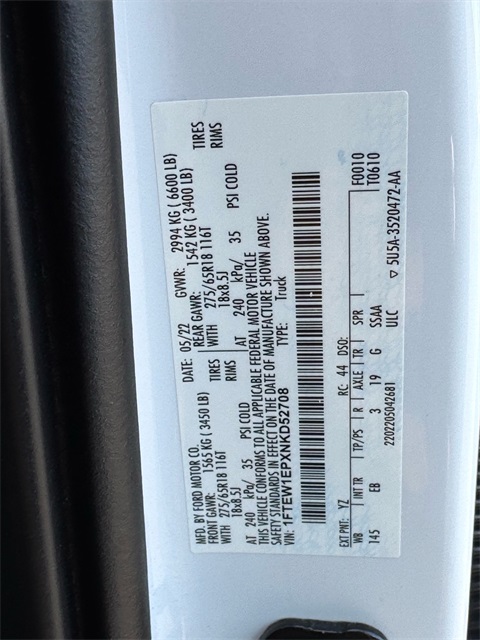 MFD. BY FORD MOTOR CO.
DATE: 05/22 GVWR: 2994 KG ( 6600 LB)
FRONT GAWR: 1565 KG ( 3450 LB) REAR GAWR: 1542 KG ( 3400 LB)
WITH 275/65R18 116T TIRES WITH 275/65R18 116T TIRES
18x8.5J RIMS 18x8.5J RIMS
AT 240 kPa/ 35 PSI COLD AT 240 kPa/ 35 PSI COLD
THIS VEHICLE CONFORMS TO ALL APPLICABLE FEDERAL MOTOR VEHICLE
SAFETY STANDARDS IN EFFECT ON THE DATE OF MANUFACTURE SHOWN ABOVE.
VIN: 1FTEW1EPXNKD52708 TYPE: Truck
EXT PNT: YZ RC: 44 DSO: F0010
WB INT TR TP/PS R AXLE TR SPR T0610
145 EB 3 19 G SSAA
2202205042681 ULC ▽ 5U5A-3520472-AA